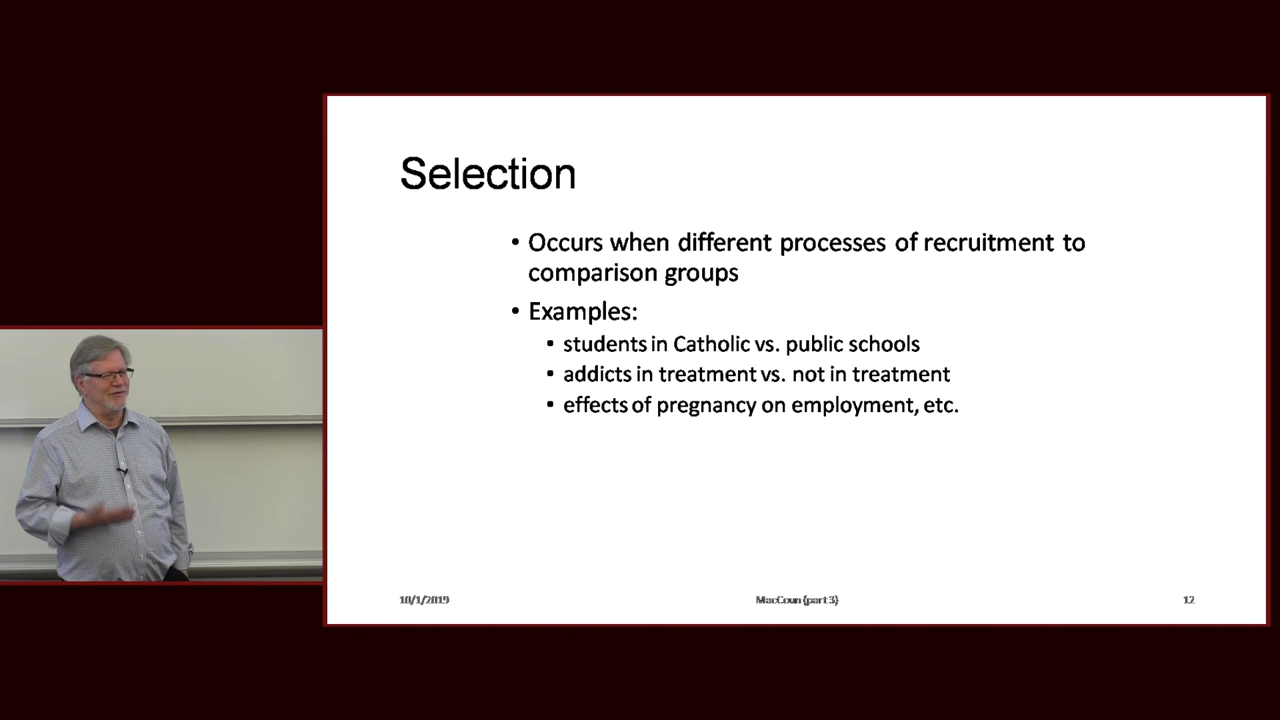 Selection
• Occurs when different processes of recruitment to
comparison groups
• Examples:
▪ students in Catholic vs. public schools
▪ addicts in treatment vs. not in treatment
▪ effects of pregnancy on employment, etc.
10/1/2019 MacCoun (part 3) 12